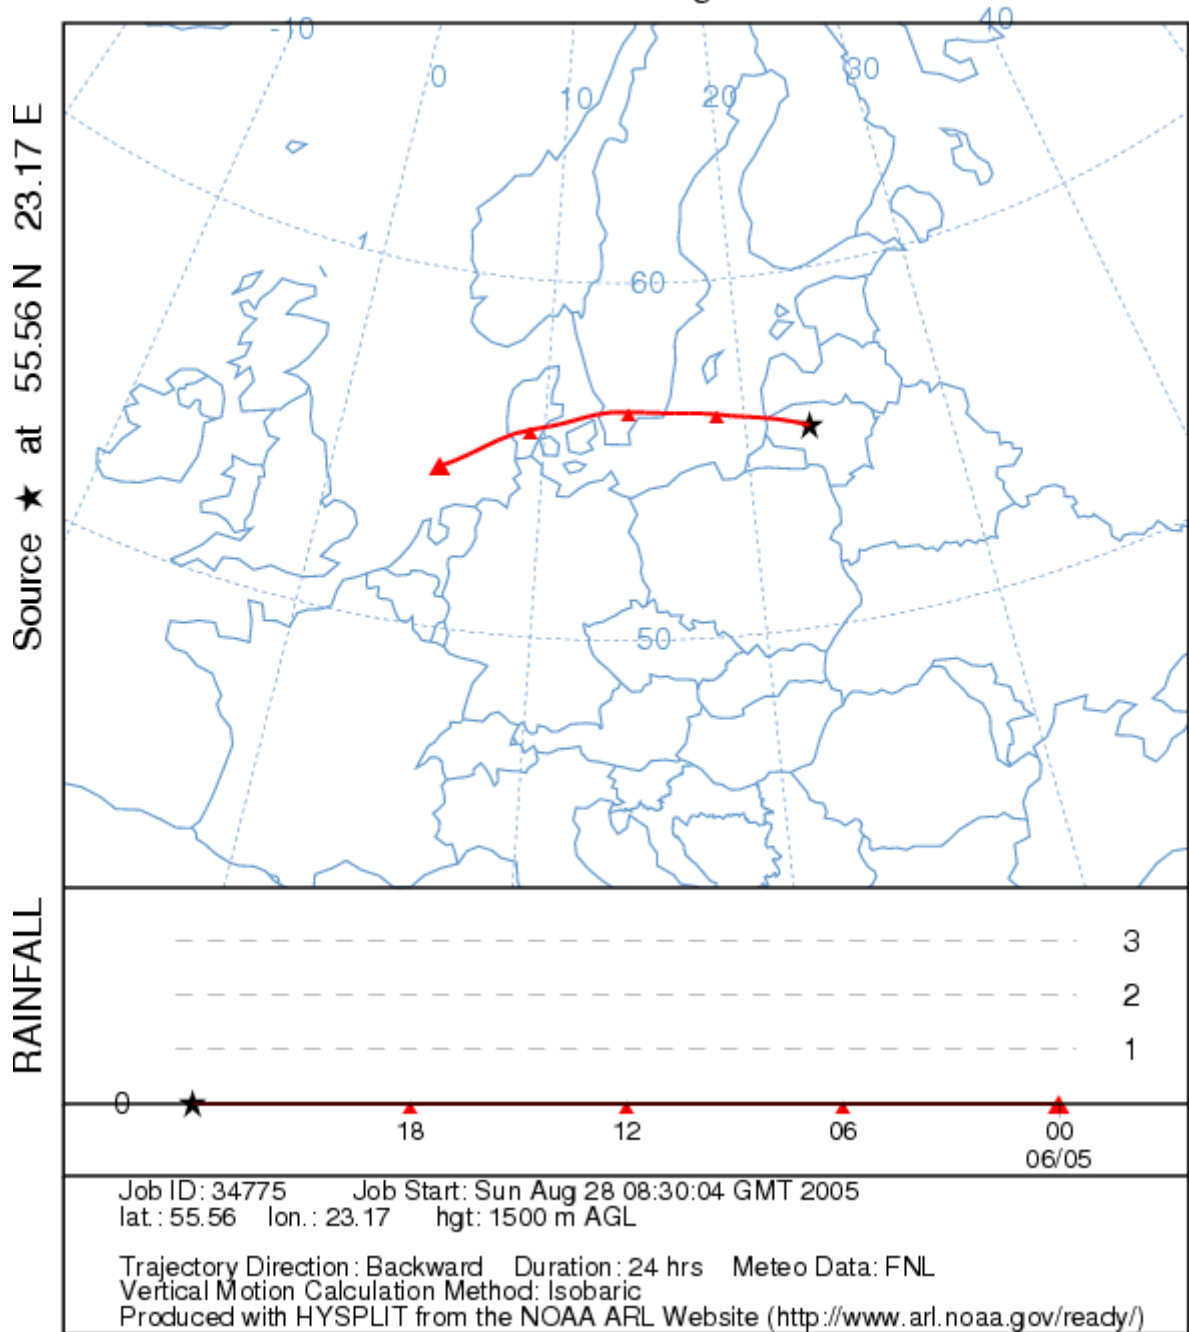 -10
0
10
20
30
40
1
60
50
Source ★ at 55.56 N 23.17 E
RAINFALL
3
2
1
0
18 12 06 00
06/05
Job ID: 34775 Job Start: Sun Aug 28 08:30:04 GMT 2005
lat.: 55.56 lon.: 23.17 hgt: 1500 m AGL
Trajectory Direction: Backward Duration: 24 hrs Meteo Data: FNL
Vertical Motion Calculation Method: Isobaric
Produced with HYSPLIT from the NOAA ARL Website (http://www.arl.noaa.gov/ready/)